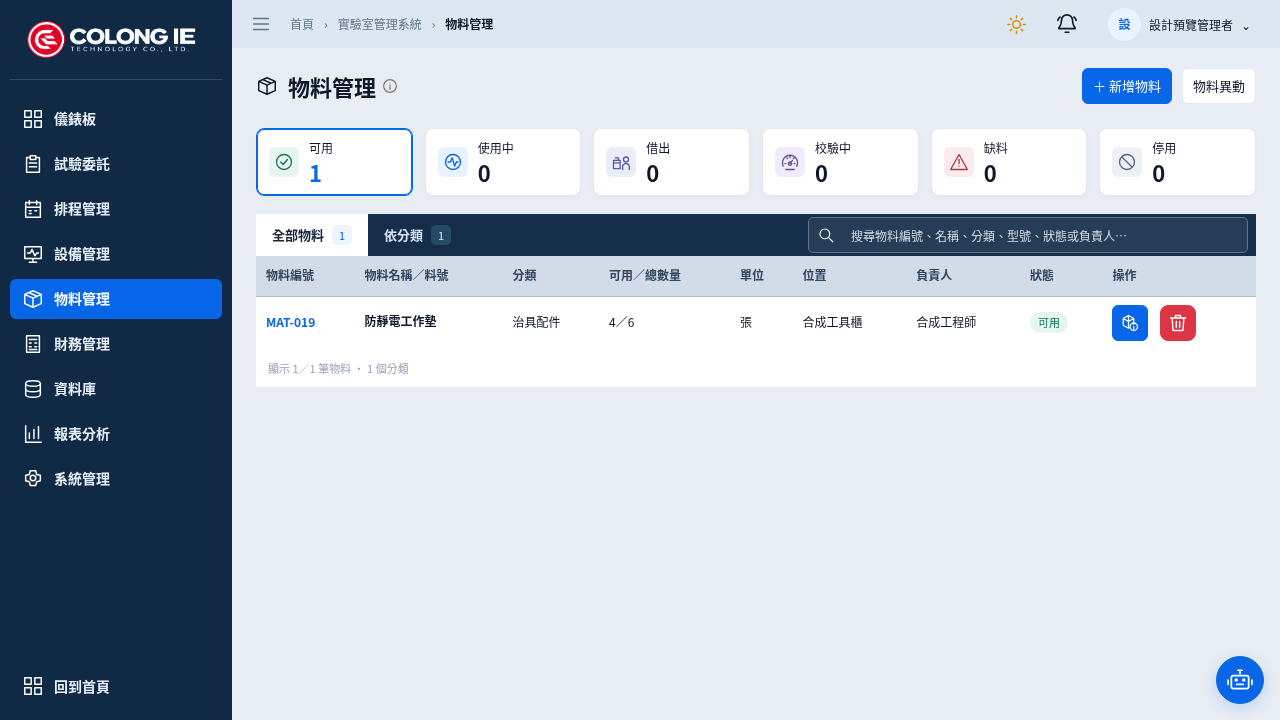 COLONG IE
TECHNOLOGY CO., LTD.
儀錶板
試驗委託
排程管理
設備管理
物料管理
財務管理
資料庫
報表分析
系統管理
回到首頁
首頁 › 實驗室管理系統 › 物料管理
設 設計預覽管理者
物料管理
新增物料 物料異動
可用 1
使用中 0
借出 0
校驗中 0
缺料 0
停用 0
全部物料 1 依分類 1 搜尋物料編號、名稱、分類、型號、狀態或負責人⋯
物料編號 物料名稱／料號 分類 可用／總數量 單位 位置 負責人 狀態 操作
MAT-019 防靜電工作墊 治具配件 4／6 張 合成工具櫃 合成工程師 可用
顯示 1／1 筆物料 ・ 1 個分類